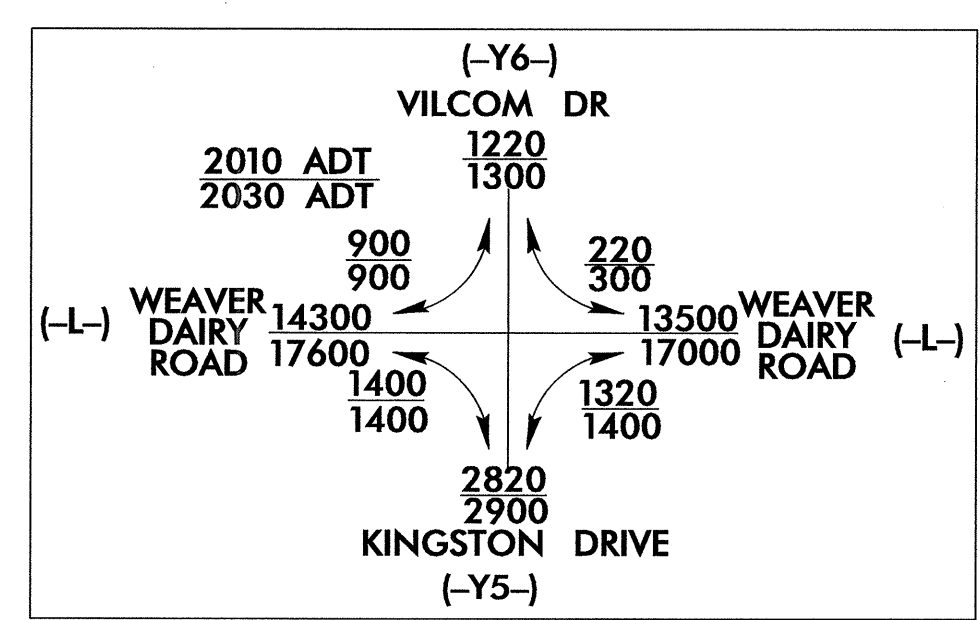 (–Y6–)
VILCOM DR
1220
1300
2010 ADT
2030 ADT
900
900
220
300
(–L–)
WEAVER
DAIRY
ROAD
14300
17600
13500
17000
WEAVER
DAIRY
ROAD
(–L–)
1400
1400
1320
1400
2820
2900
KINGSTON DRIVE
(–Y5–)